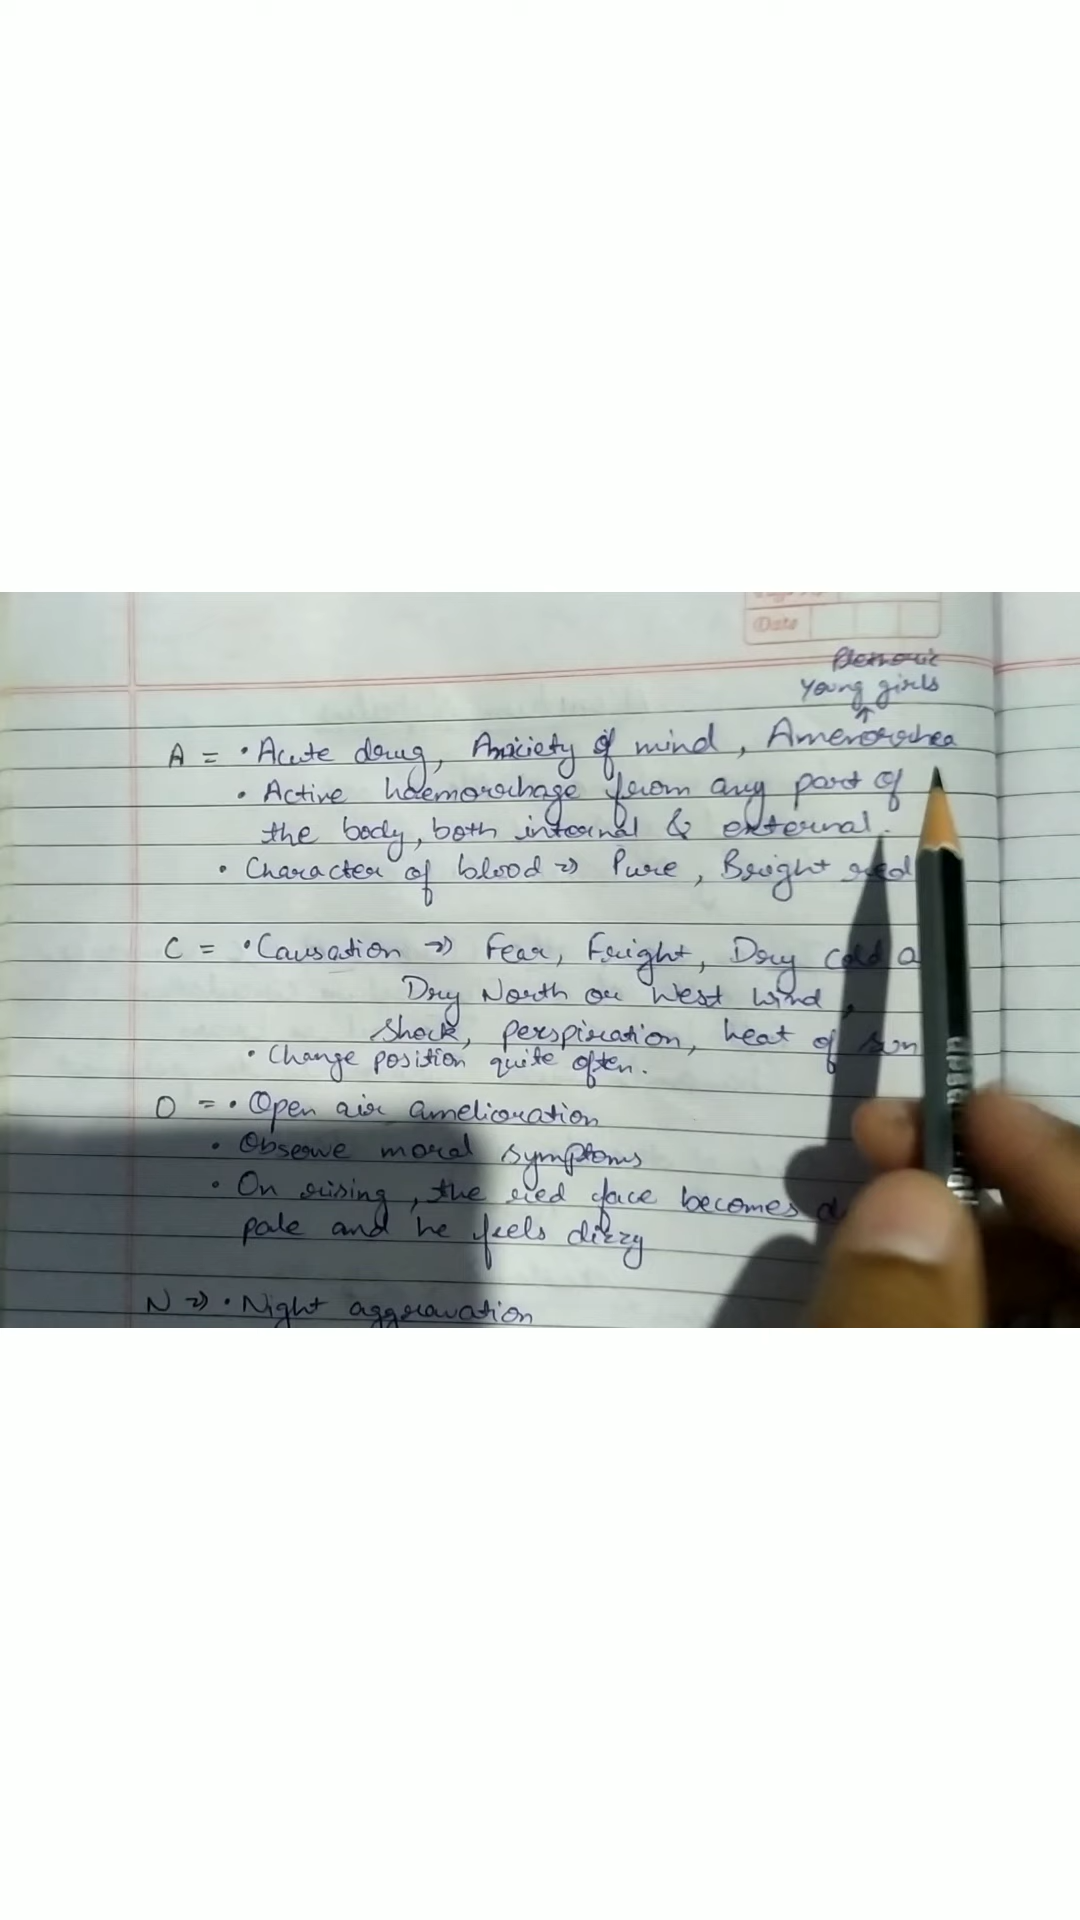 Date
Plethoric
Young girls
↑
A = • Acute drug, Anxiety of mind, Amenorrhea
• Active haemorrhage from any part of
the body, both internal & external.
• Character of blood ⇒ Pure, Bright red
C = • Causation ⇒ Fear, Fright, Dry cold
Dry North or West wind,
Shock, perspiration, heat of sun
• Change position quite often.
O = • Open air amelioration
• Observe moral symptoms
• On rising, the red face becomes
pale and he feels dizzy
N ⇒ • Night aggravation